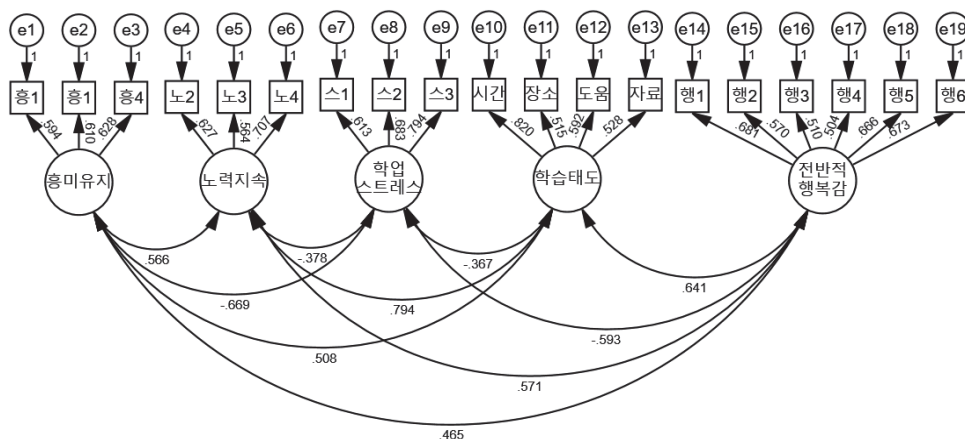 e1 e2 e3 e4 e5 e6 e7 e8 e9 e10 e11 e12 e13 e14 e15 e16 e17 e18 e19
1 1 1 1 1 1 1 1 1 1 1 1 1 1 1 1 1 1 1
흥1 흥1 흥4 노2 노3 노4 스1 스2 스3 시간 장소 도움 자료 행1 행2 행3 행4 행5 행6
.594 .610 .628 .627 .564 .707 .613 .683 .794 .820 .515 .592 .528 .681 .570 .510 .504 .666 .673
흥미유지 노력지속 학업 스트레스 학습태도 전반적 행복감
.566 -.378 -.367 .641
-.669 .794 -.593
.508 .571
.465